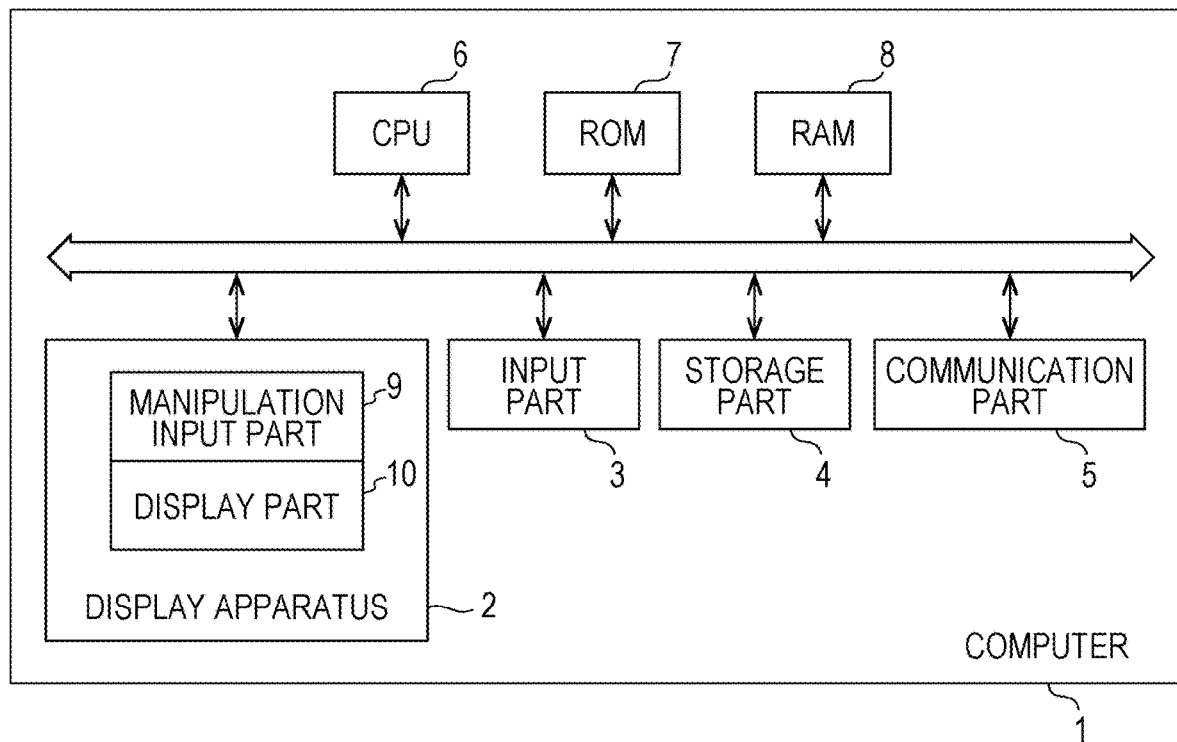 6
7
8
CPU
ROM
RAM
MANIPULATION
INPUT PART
9
DISPLAY PART
10
DISPLAY APPARATUS
2
INPUT
PART
3
STORAGE
PART
4
COMMUNICATION
PART
5
COMPUTER
1